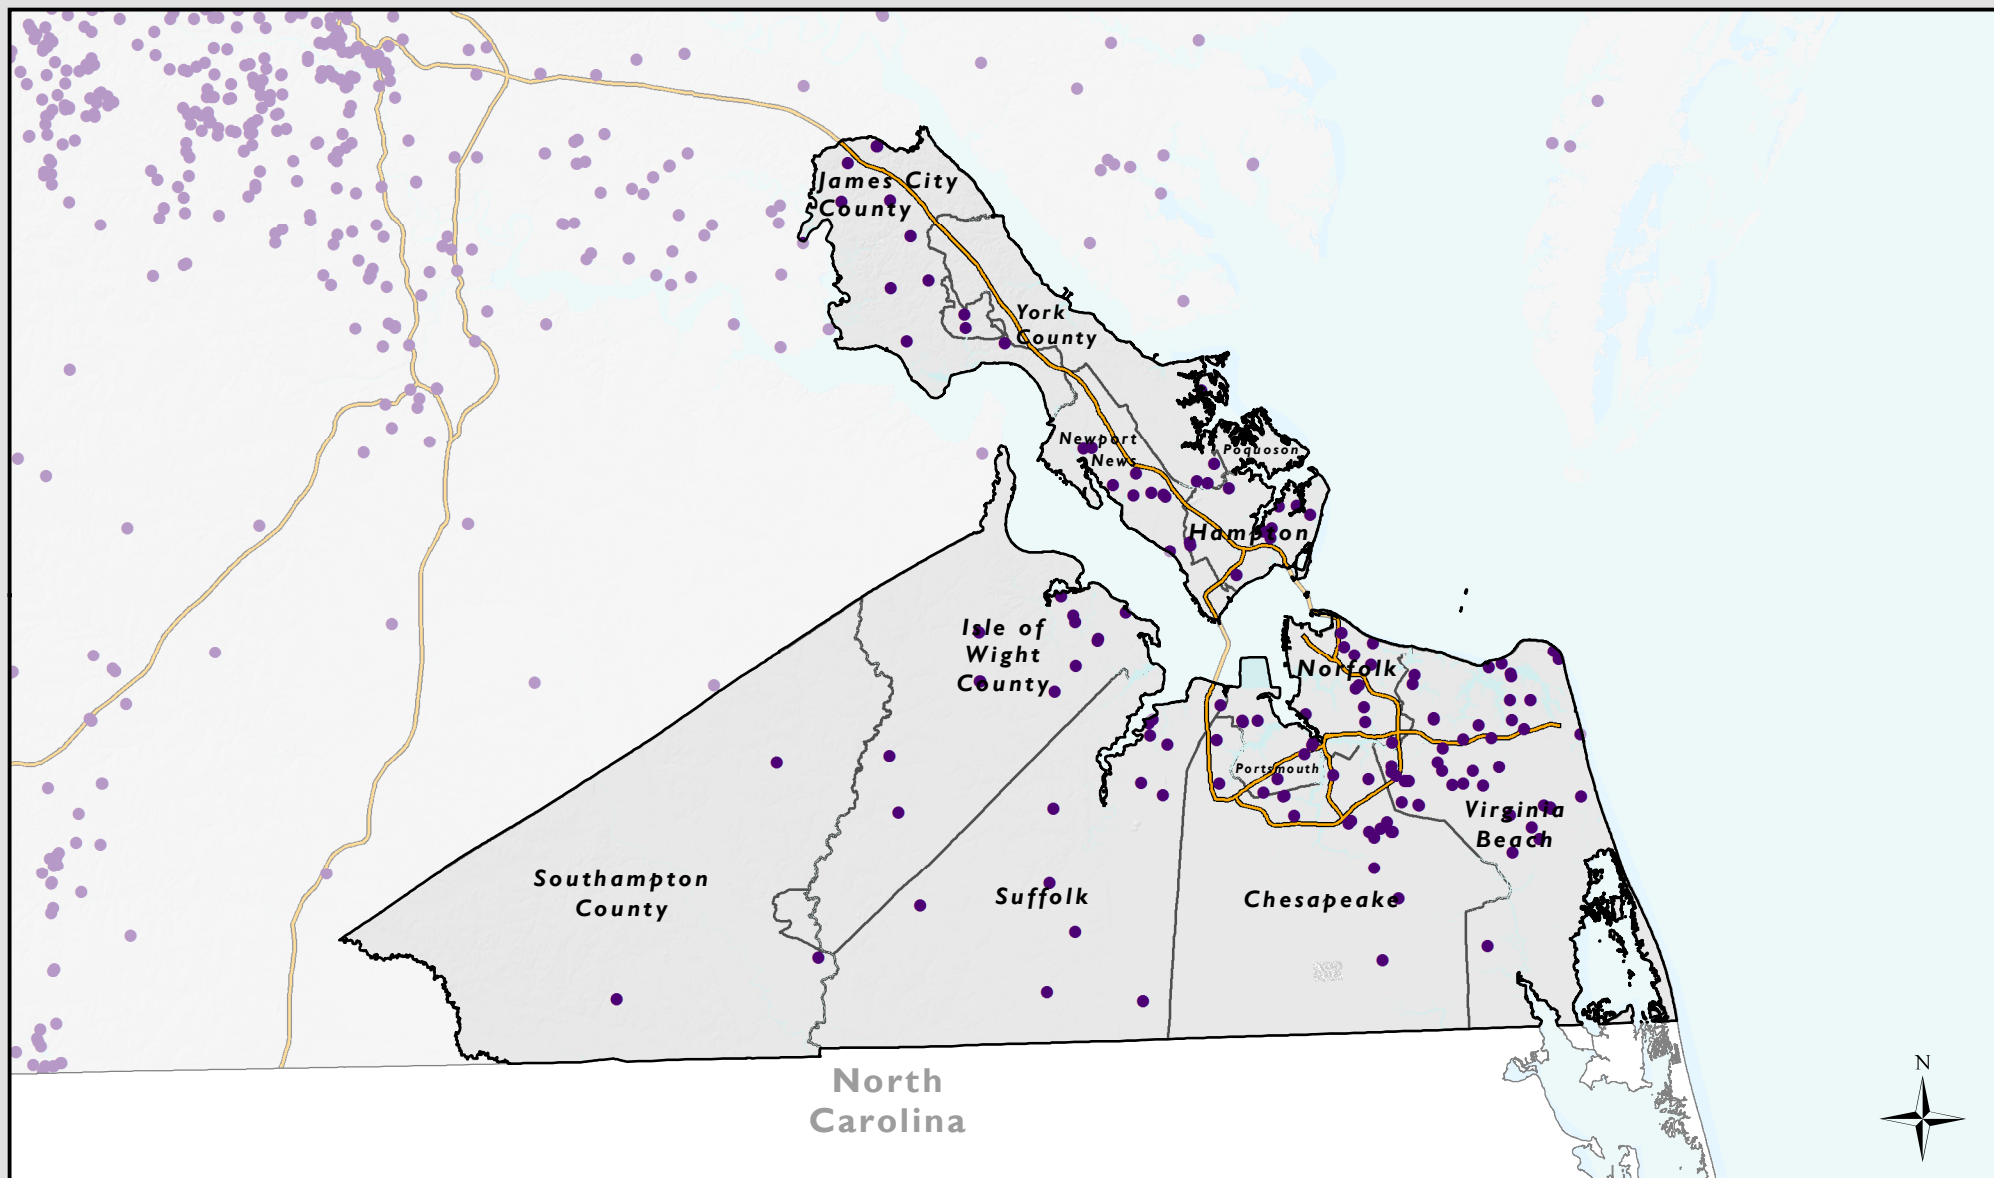 James City
County
York
County
Newport
News
Poquoson
Hampton
Isle of
Wight
County
Norfolk
Portsmouth
Virginia
Beach
Southampton
County
Suffolk
Chesapeake
North
Carolina
N